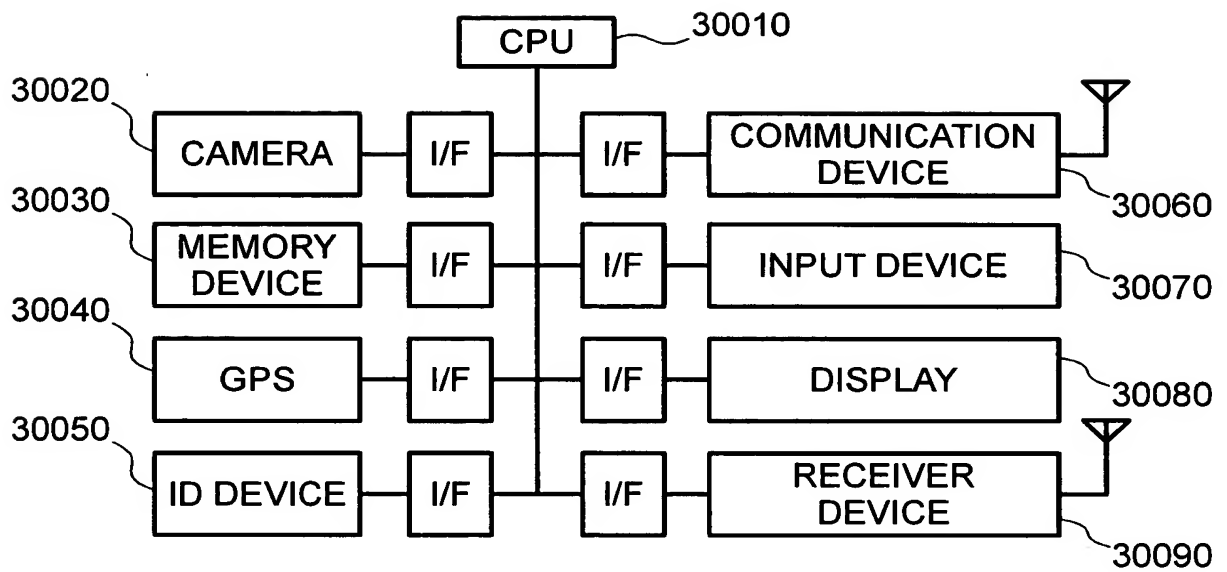 CPU
30010
30020
CAMERA
I/F
I/F
COMMUNICATION
DEVICE
30060
30030
MEMORY
DEVICE
I/F
I/F
INPUT DEVICE
30070
30040
GPS
I/F
I/F
DISPLAY
30080
30050
ID DEVICE
I/F
I/F
RECEIVER
DEVICE
30090